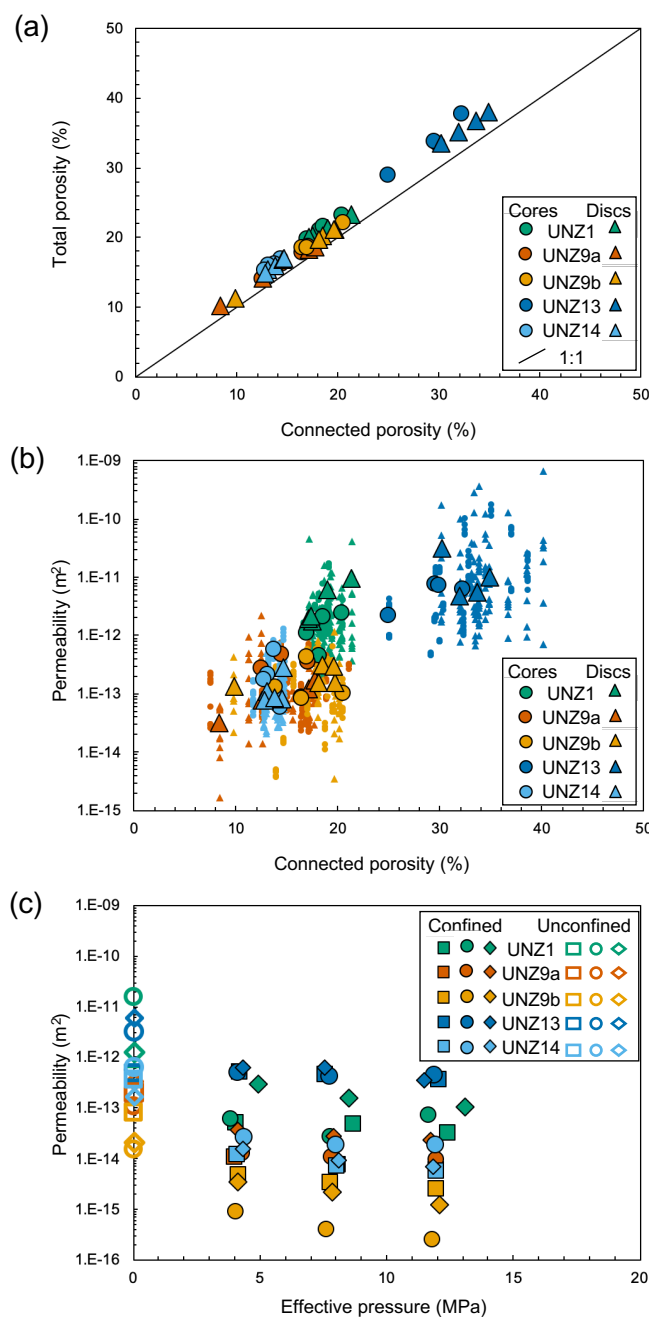 (a)
50
40
30
20
10
0
Total porosity (%)
Cores Discs
UNZ1
UNZ9a
UNZ9b
UNZ13
UNZ14
1:1
0 10 20 30 40 50
Connected porosity (%)
(b)
1.E-09
1.E-10
1.E-11
1.E-12
1.E-13
1.E-14
1.E-15
Permeability (m²)
Cores Discs
UNZ1
UNZ9a
UNZ9b
UNZ13
UNZ14
0 10 20 30 40 50
Connected porosity (%)
(c)
1.E-09
1.E-10
1.E-11
1.E-12
1.E-13
1.E-14
1.E-15
1.E-16
Permeability (m⁻²)
Confined Unconfined
UNZ1
UNZ9a
UNZ9b
UNZ13
UNZ14
0 5 10 15 20
Effective pressure (MPa)